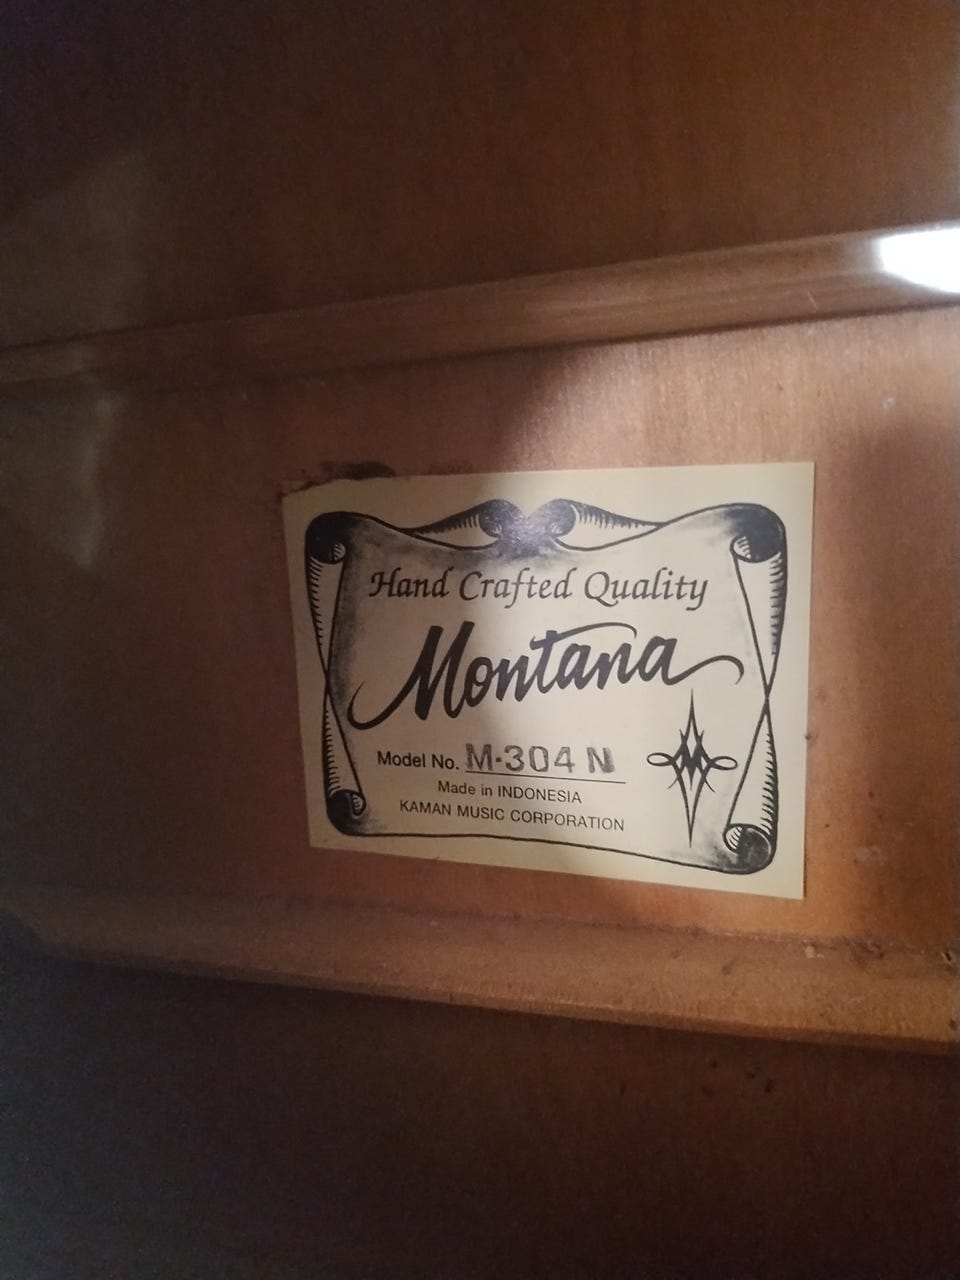 Hand Crafted Quality
Montana
Model No. M-304 N
Made in INDONESIA
KAMAN MUSIC CORPORATION
M